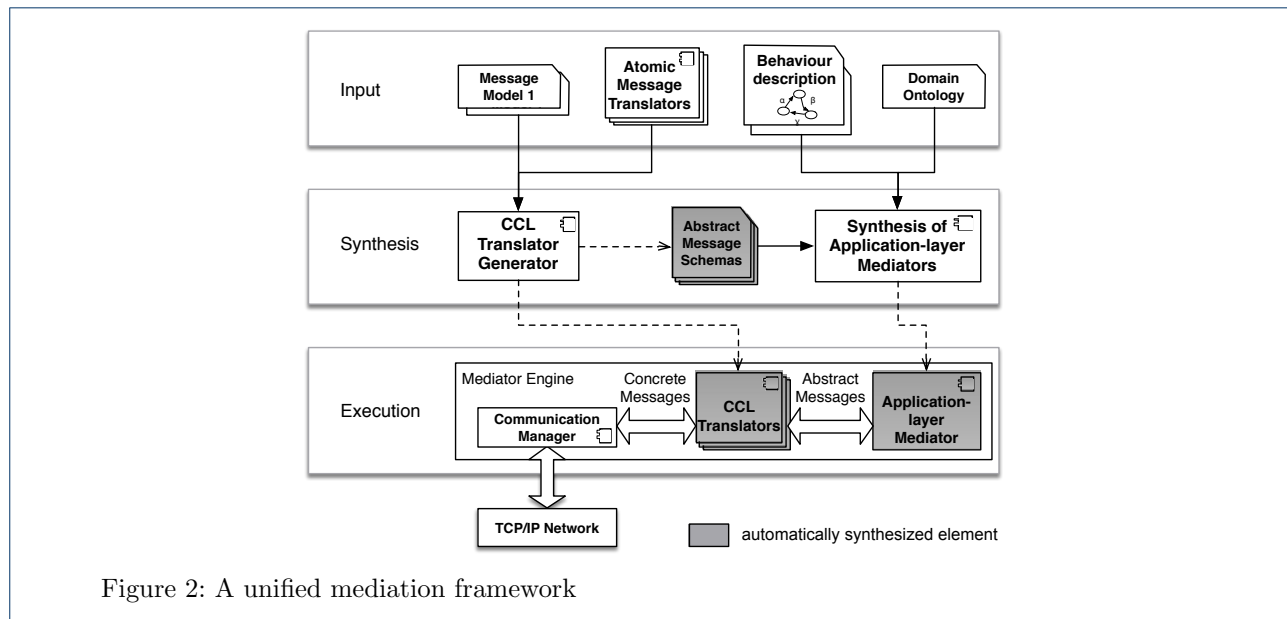 Input
Message
Model 1
Atomic
Message
Translators
Behaviour
description
α
β
γ
Domain
Ontology
Synthesis
CCL
Translator
Generator
Abstract
Message
Schemas
Synthesis of
Application-layer
Mediators
Execution
Mediator Engine
Communication
Manager
Concrete
Messages
CCL
Translators
Abstract
Messages
Application-
layer
Mediator
TCP/IP Network
automatically synthesized element
Figure 2: A unified mediation framework